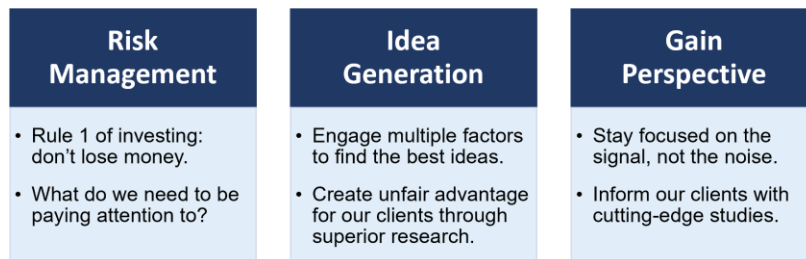 Risk
Management
• Rule 1 of investing:
don't lose money.
• What do we need to be
paying attention to?
Idea
Generation
• Engage multiple factors
to find the best ideas.
• Create unfair advantage
for our clients through
superior research.
Gain
Perspective
• Stay focused on the
signal, not the noise.
• Inform our clients with
cutting-edge studies.